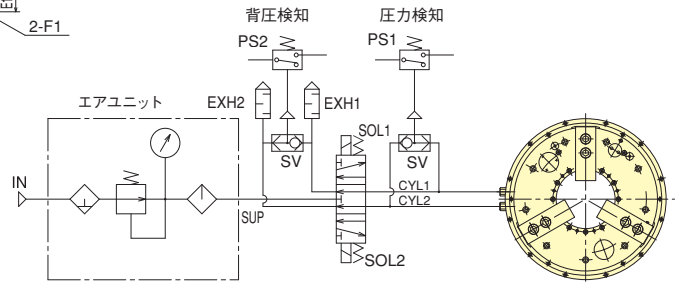 2-F1
背圧検知
圧力検知
PS2
PS1
エアユニット
EXH2
EXH1
SOL1
SV
SV
IN
CYL1
CYL2
SUP
SOL2